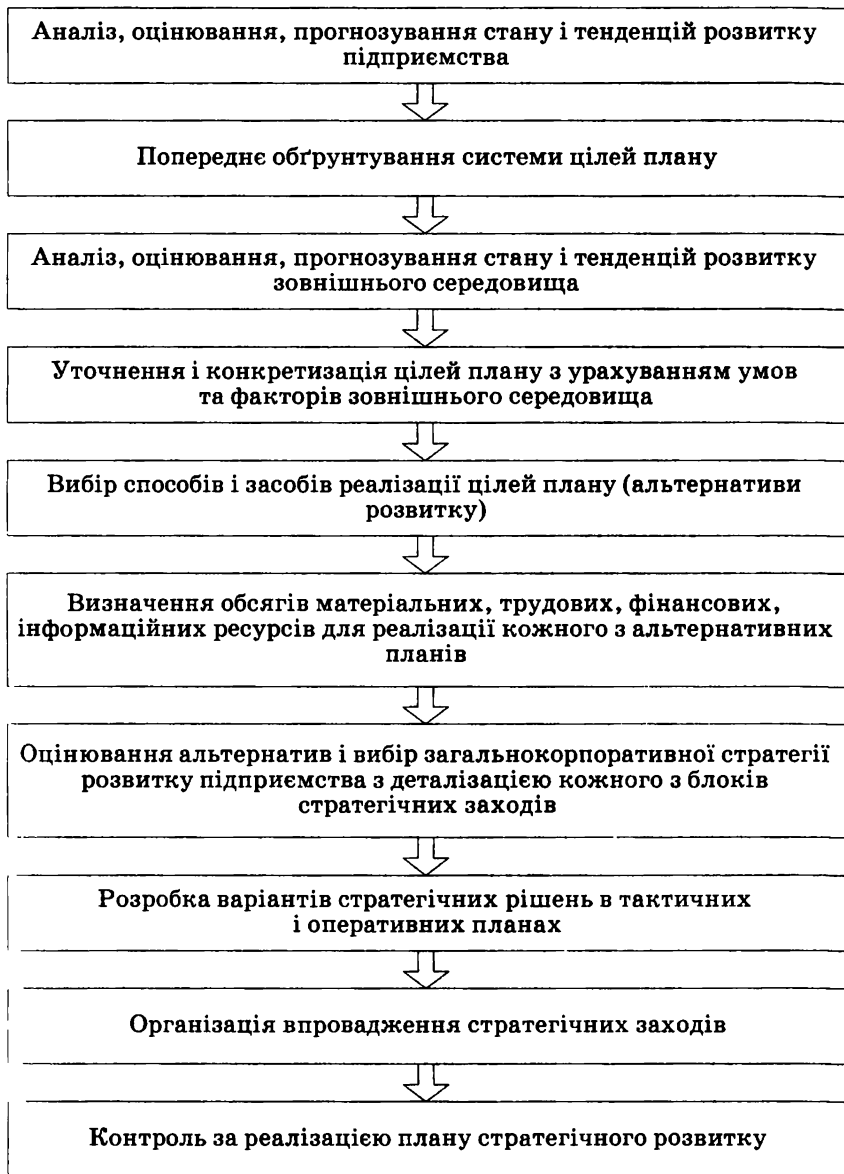 Аналіз, оцінювання, прогнозування стану і тенденцій розвитку
підприємства
Попереднє обґрунтування системи цілей плану
Аналіз, оцінювання, прогнозування стану і тенденцій розвитку
зовнішнього середовища
Уточнення і конкретизація цілей плану з урахуванням умов
та факторів зовнішнього середовища
Вибір способів і засобів реалізації цілей плану (альтернативи
розвитку)
Визначення обсягів матеріальних, трудових, фінансових,
інформаційних ресурсів для реалізації кожного з альтернативних
планів
Оцінювання альтернатив і вибір загальнокорпоративної стратегії
розвитку підприємства з деталізацією кожного з блоків
стратегічних заходів
Розробка варіантів стратегічних рішень в тактичних
і оперативних планах
Організація впровадження стратегічних заходів
Контроль за реалізацією плану стратегічного розвитку